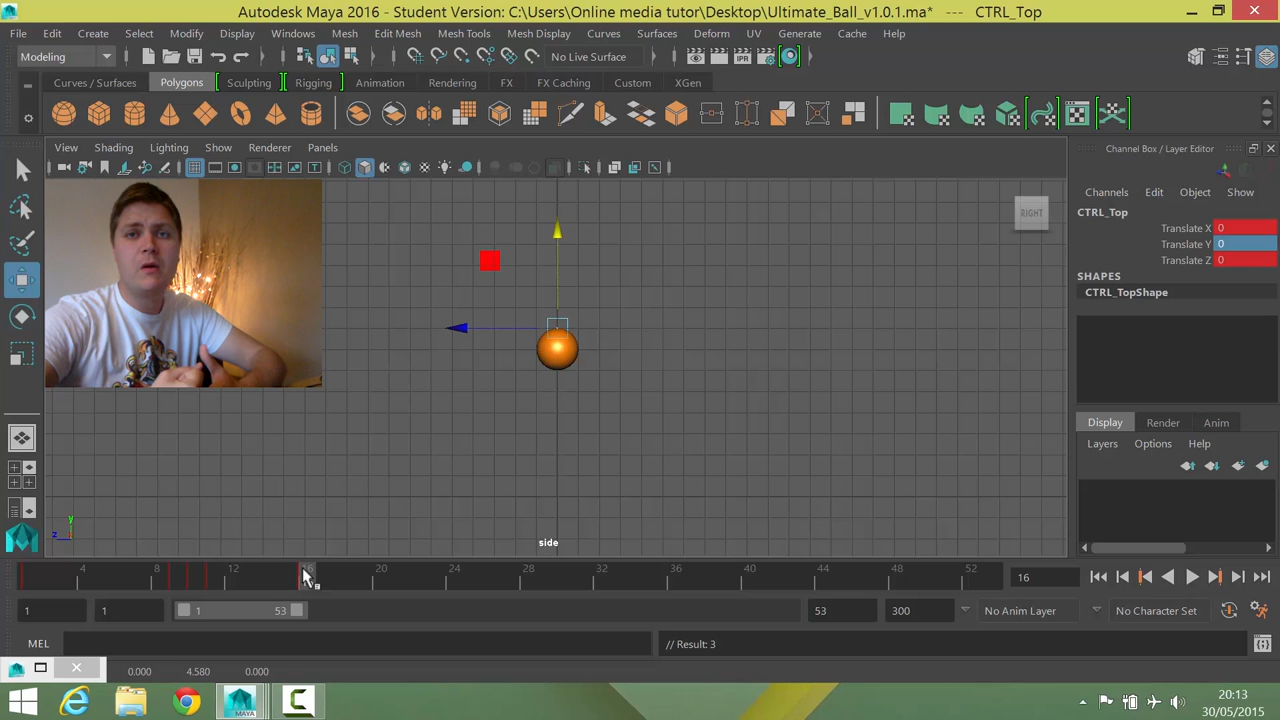 Autodesk Maya 2016 - Student Version: C:\Users\Online media tutor\Desktop\Ultimate_Ball_v1.0.1.ma* --- CTRL_Top
File Edit Create Select Modify Display Windows Mesh Edit Mesh Mesh Tools Mesh Display Curves Surfaces Deform UV Generate Cache Help
Modeling No Live Surface IPR
Curves / Surfaces Polygons Sculpting Rigging Animation Rendering FX FX Caching Custom XGen
View Shading Lighting Show Renderer Panels
Channel Box / Layer Editor
Channels Edit Object Show
CTRL_Top
Translate X 0
Translate Y 0
Translate Z 0
SHAPES
CTRL_TopShape
RIGHT
Display Render Anim
Layers Options Help
y
z
side
4 8 12 16 20 24 28 32 36 40 44 48 52 16
1 1 1 53 53 300 No Anim Layer No Character Set
MEL // Result: 3
0.000 4.580 0.000
MAYA
20:13
30/05/2015